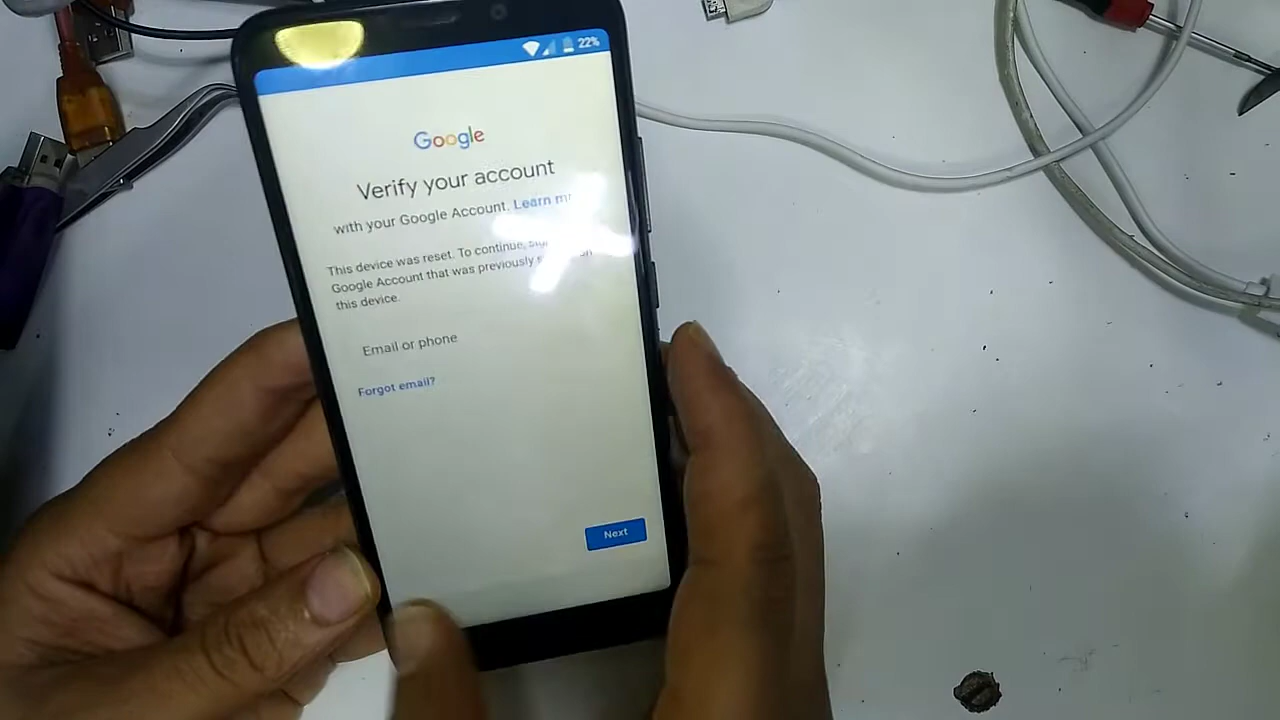 22%
Google
Verify your account
with your Google Account. Learn
This device was reset. To continue,
Google Account that was previously
this device.
Email or phone
Forgot email?
Next